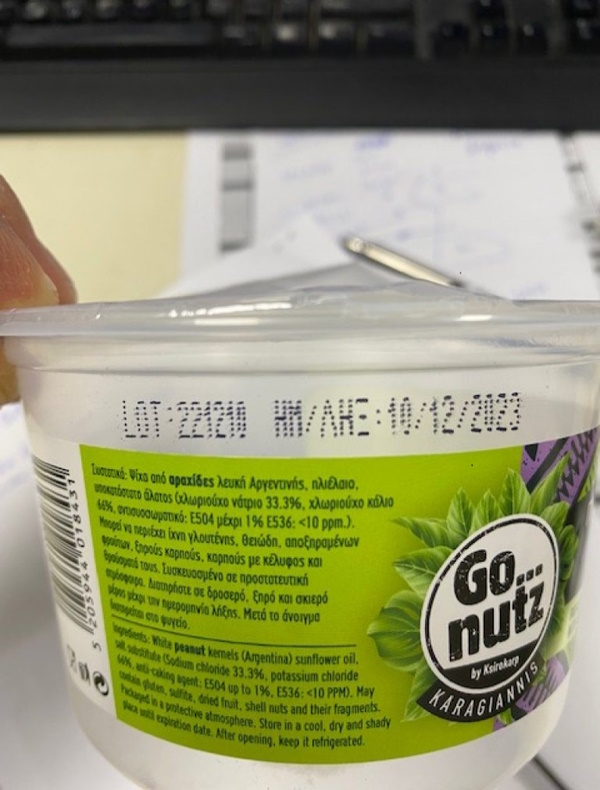 LOT:221210 ΗΜ/ΛΗΞ:10/12/2023
Συστατικά: Ψίχα από αραχίδες λευκή Αργεντινής, ηλιέλαιο,
υποκατάστατο άλατος (χλωριούχο νάτριο 33.3%, χλωριούχο κάλιο
66%, αντισυσσωματικό: E504 μέχρι 1% E536: <10 ppm.).
Μπορεί να περιέχει ίχνη γλουτένης, θειώδη, αποξηραμένων
φρούτων, ξηρούς καρπούς, καρπούς με κέλυφος και
θραύσματά τους. Συσκευασμένο σε προστατευτική
ατμόσφαιρα. Διατηρήστε σε δροσερό, ξηρό και σκιερό
μέρος μέχρι την ημερομηνία λήξης. Μετά το άνοιγμα
διατηρείται στο ψυγείο.
Ingredients: White peanut kernels (Argentina) sunflower oil,
salt substitute (Sodium chloride 33.3%, potassium chloride
66%, anti-caking agent: E504 up to 1%, E536: <10 PPM). May
contain gluten, sulfite, dried fruit, shell nuts and their fragments.
Packaged in a protective atmosphere. Store in a cool, dry and shady
place until expiration date. After opening, keep it refrigerated.
5 205944 018431
Go...
nutz
by Ksirokarp
KARAGIANNIS